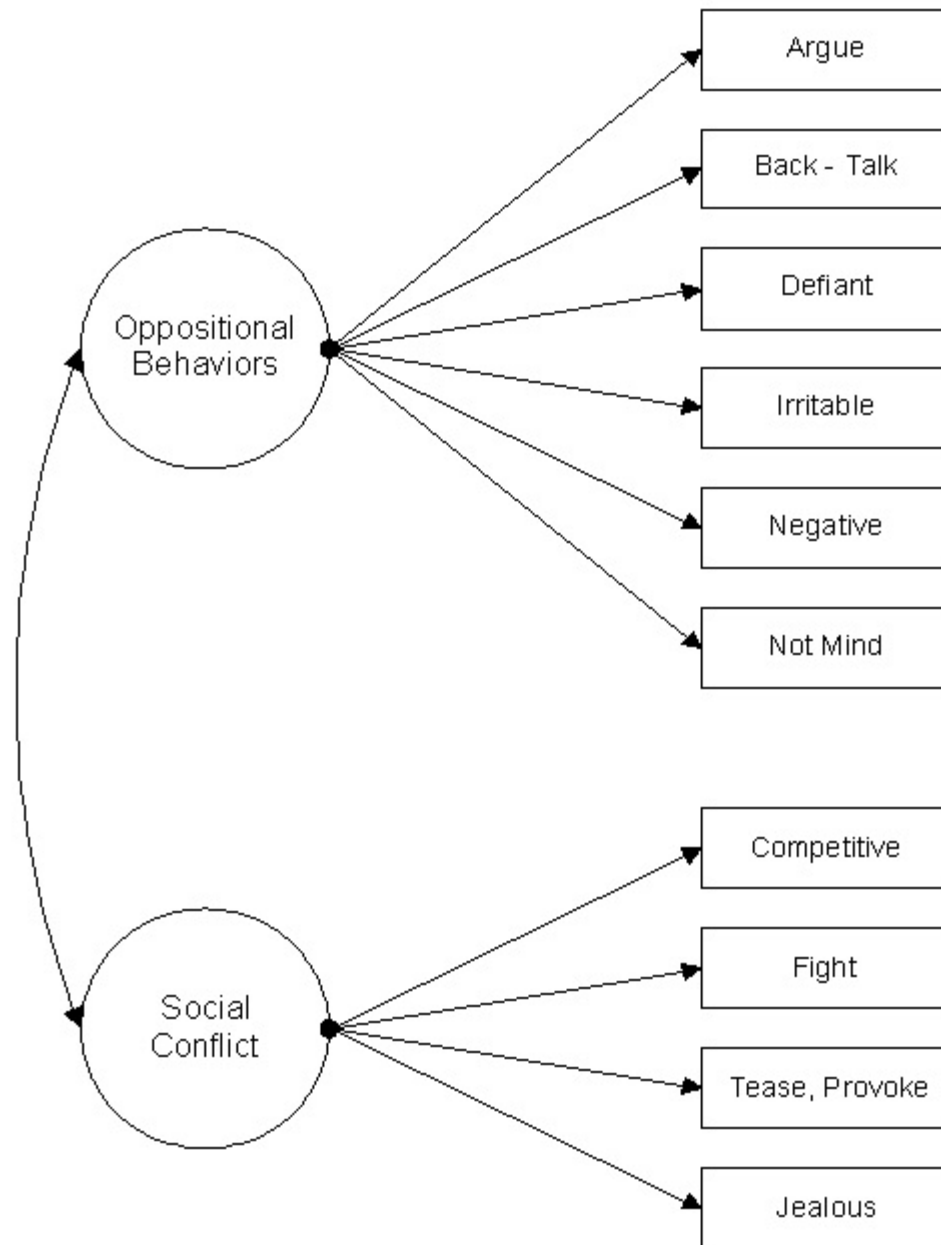 Argue
Back - Talk
Defiant
Oppositional
Behaviors
Irritable
Negative
Not Mind
Competitive
Fight
Social
Conflict
Tease, Provoke
Jealous